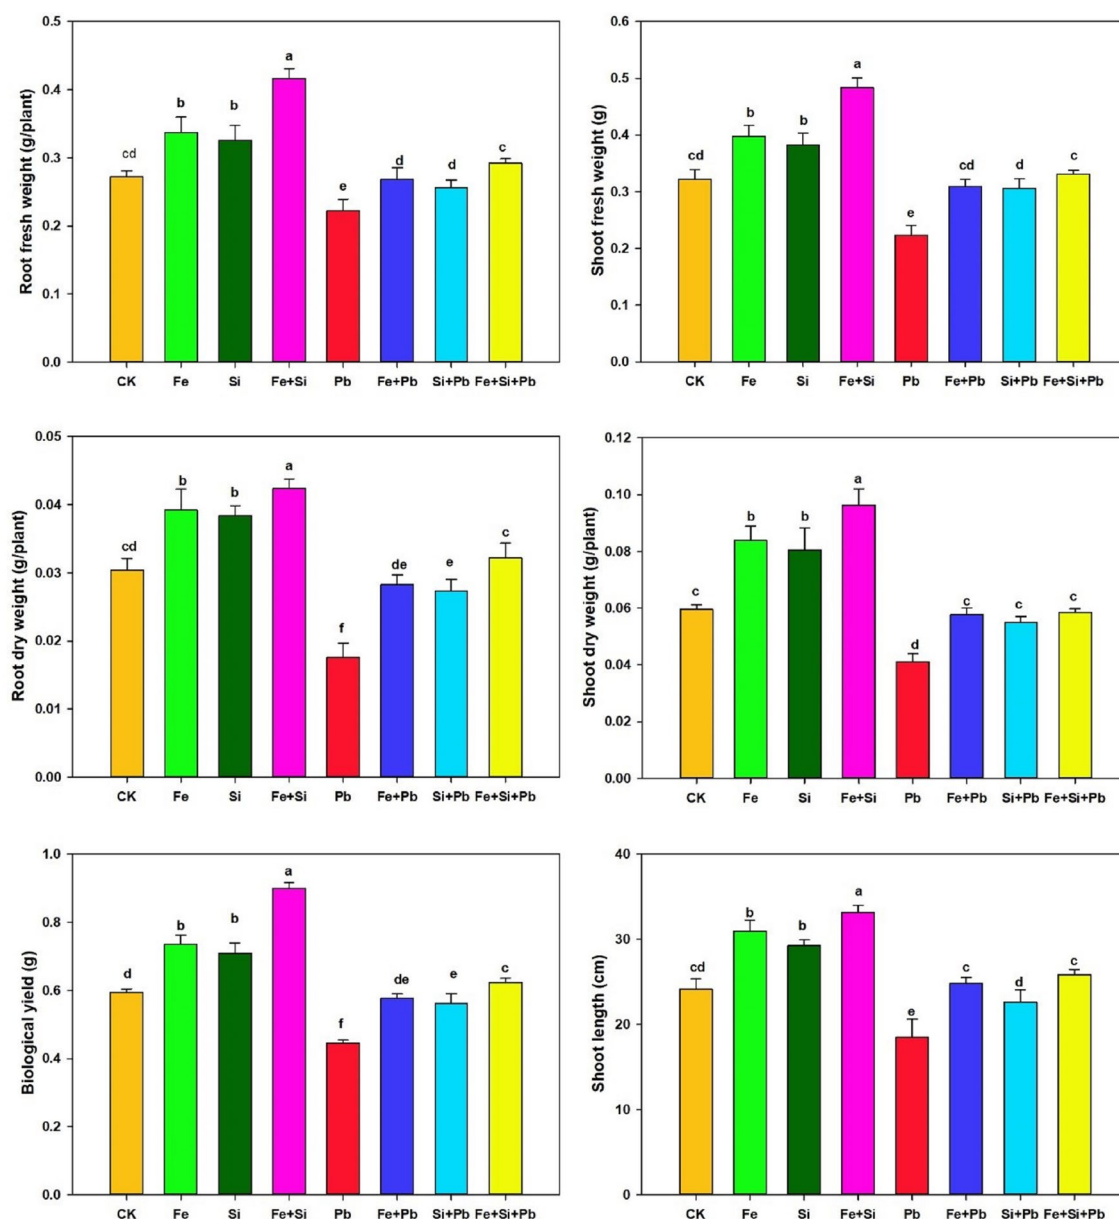 Root fresh weight (g/plant)
0.5
0.4
0.3
0.2
0.1
0.0
cd
b
b
a
e
d
d
c
CK Fe Si Fe+Si Pb Fe+Pb Si+Pb Fe+Si+Pb
Shoot fresh weight (g)
0.6
0.5
0.4
0.3
0.2
0.1
0.0
cd
b
b
a
e
cd
d
c
CK Fe Si Fe+Si Pb Fe+Pb Si+Pb Fe+Si+Pb
Root dry weight (g/plant)
0.05
0.04
0.03
0.02
0.01
0.00
cd
b
b
a
f
de
e
c
CK Fe Si Fe+Si Pb Fe+Pb Si+Pb Fe+Si+Pb
Shoot dry weight (g/plant)
0.12
0.10
0.08
0.06
0.04
0.02
0.00
c
b
b
a
d
c
c
c
CK Fe Si Fe+Si Pb Fe+Pb Si+Pb Fe+Si+Pb
Biological yield (g)
1.0
0.8
0.6
0.4
0.2
0.0
d
b
b
a
f
de
e
c
CK Fe Si Fe+Si Pb Fe+Pb Si+Pb Fe+Si+Pb
Shoot length (cm)
40
30
20
10
0
cd
b
b
a
e
c
d
c
CK Fe Si Fe+Si Pb Fe+Pb Si+Pb Fe+Si+Pb